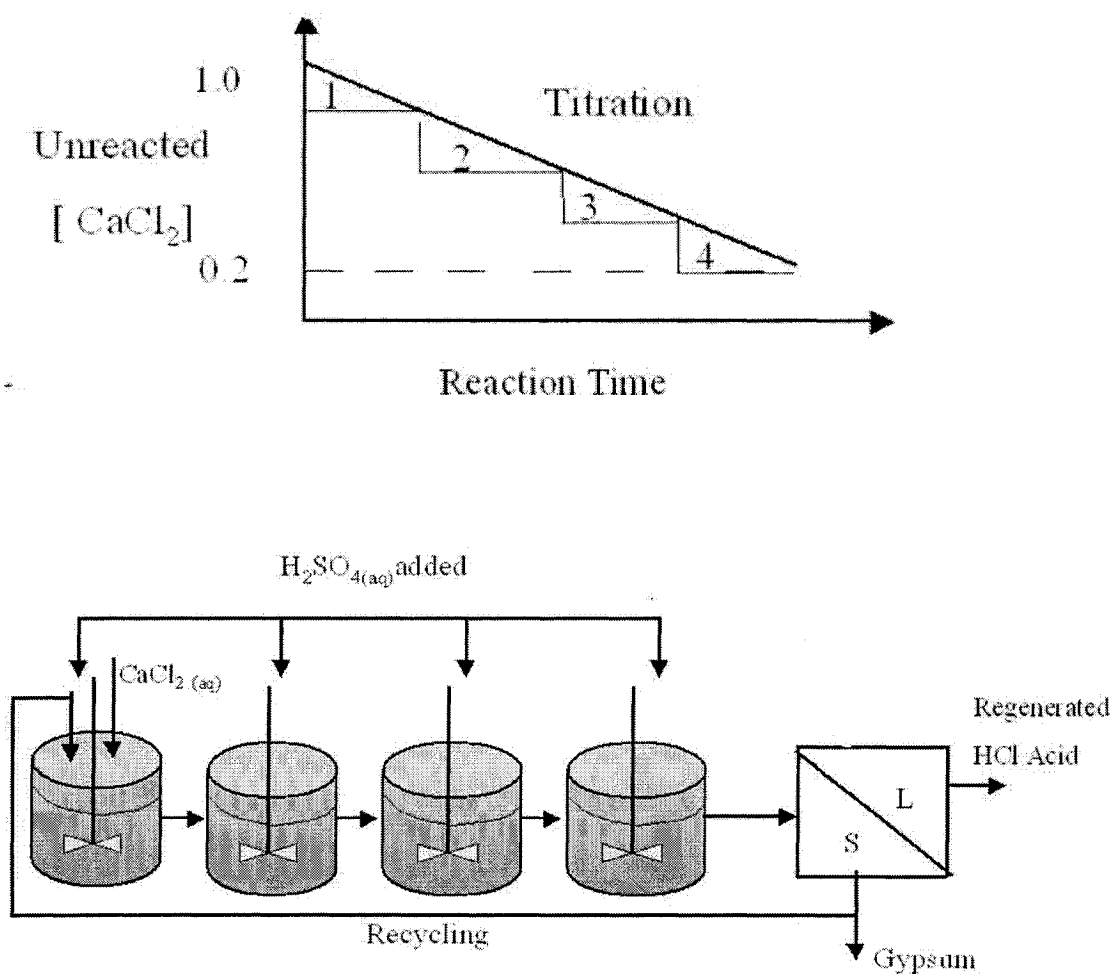 1.0
1
Titration
Unreacted
2
[ CaCl₂]
3
0.2
4
Reaction Time
H₂SO₄₍aq₎added
CaCl₂ ₍aq₎
Regenerated
HCl Acid
L
S
Recycling
Gypsum